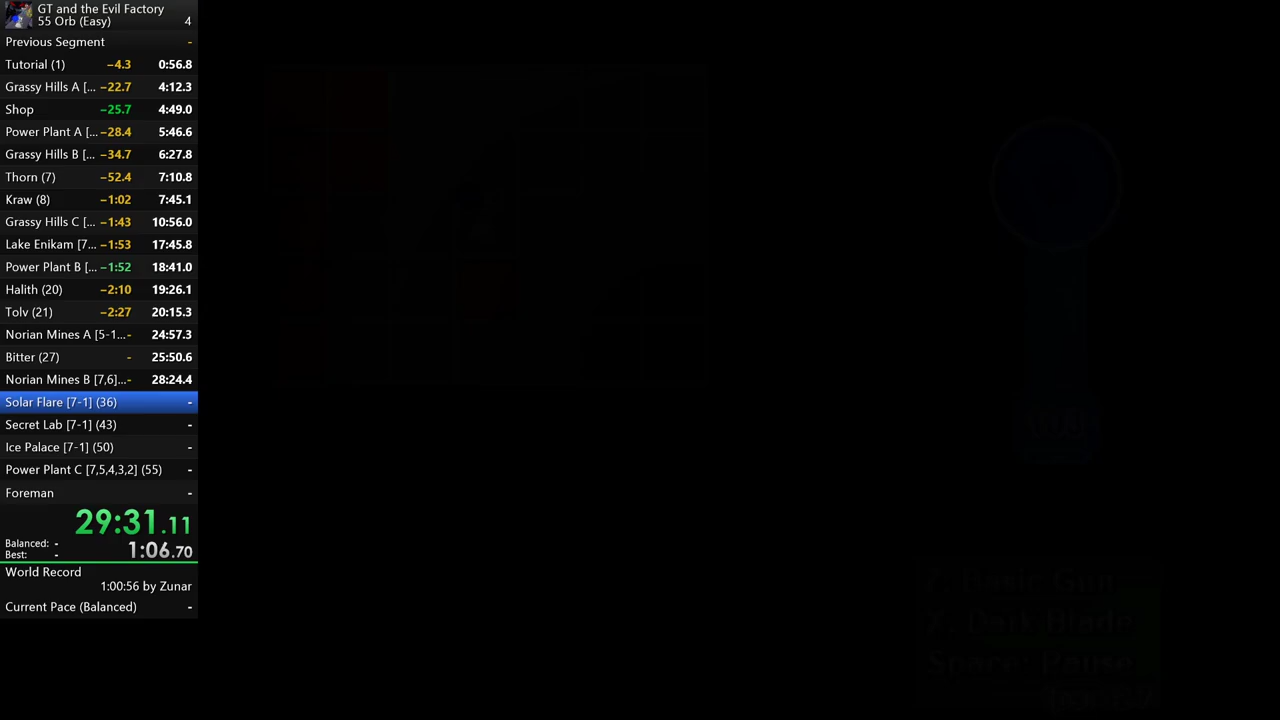 GT and the Evil Factory
55 Orb (Easy) 4
Previous Segment -
Tutorial (1) −4.3 0:56.8
Grassy Hills A [... −22.7 4:12.3
Shop −25.7 4:49.0
Power Plant A [... −28.4 5:46.6
Grassy Hills B [... −34.7 6:27.8
Thorn (7) −52.4 7:10.8
Kraw (8) −1:02 7:45.1
Grassy Hills C [... −1:43 10:56.0
Lake Enikam [7... −1:53 17:45.8
Power Plant B [... −1:52 18:41.0
Halith (20) −2:10 19:26.1
Tolv (21) −2:27 20:15.3
Norian Mines A [5-1... - 24:57.3
Bitter (27) - 25:50.6
Norian Mines B [7,6]... - 28:24.4
Solar Flare [7-1] (36) -
Secret Lab [7-1] (43) -
Ice Palace [7-1] (50) -
Power Plant C [7,5,4,3,2] (55) -
Foreman -
29:31.11
Balanced: -
Best: -
1:06.70
World Record
1:00:56 by Zunar
Current Pace (Balanced) -
Z: Basic Gun
X: Dark Blade
Space: Pause